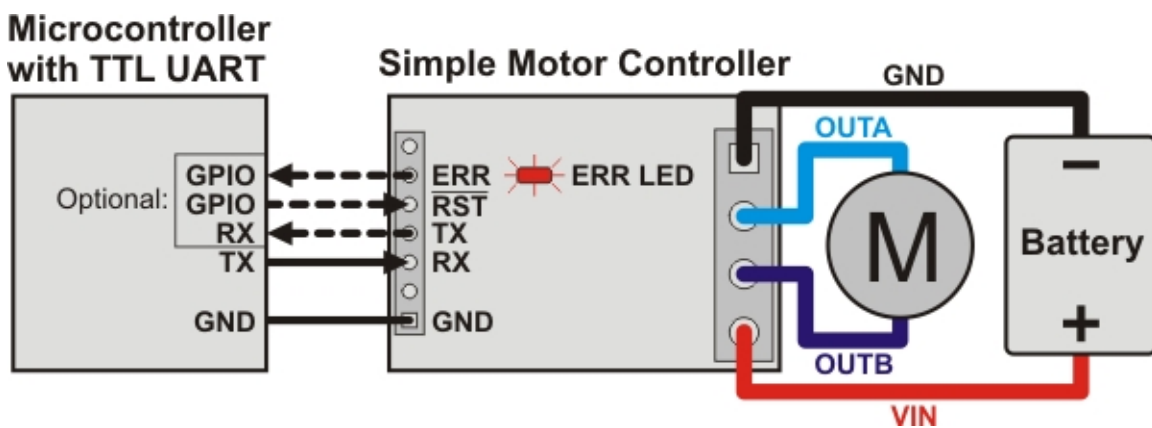 Microcontroller
with TTL UART
Simple Motor Controller
GND
OUTA
Optional:
GPIO
GPIO
RX
TX
GND
ERR
RST
TX
RX
GND
ERR LED
M
–
Battery
+
OUTB
VIN